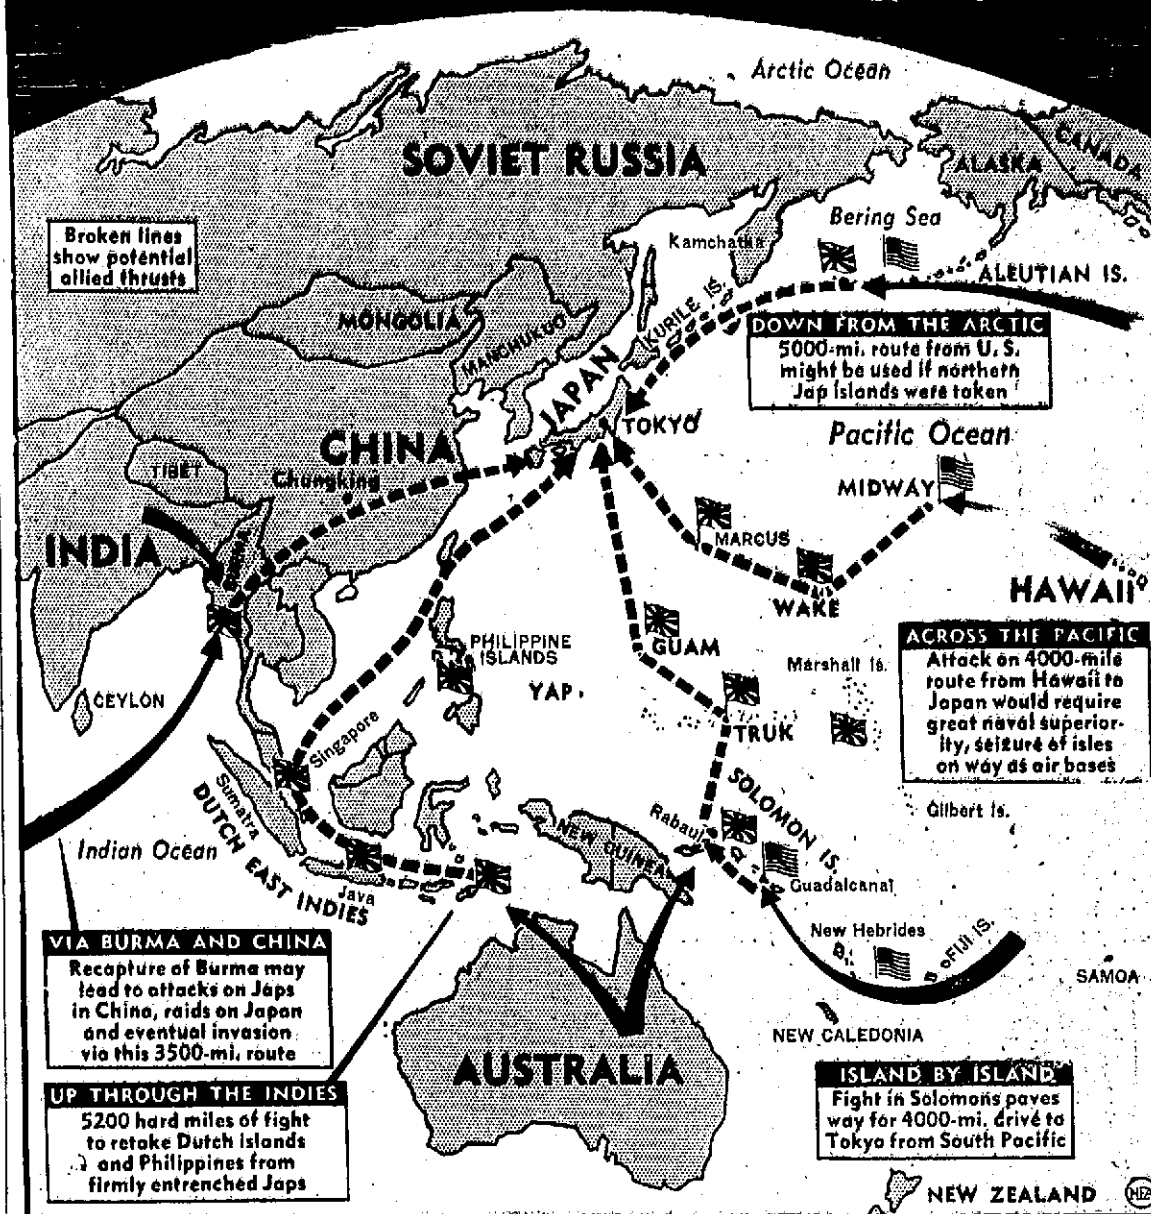 Arctic Ocean
CANADA
ALASKA
SOVIET RUSSIA
Bering Sea
Kamchatka
Broken lines
show potential
allied thrusts
ALEUTIAN IS.
KURILE IS.
MONGOLIA
MANCHUKUO
DOWN FROM THE ARCTIC
5000-mi. route from U. S.
might be used if northern
Jap islands were taken
JAPAN
TOKYO
Pacific Ocean
CHINA
TIBET
Chungking
MIDWAY
INDIA
BURMA
MARCUS
WAKE
HAWAII
ACROSS THE PACIFIC
Attack on 4000-mile
route from Hawaii to
Japan would require
great naval superior-
ity, seizure of isles
on way as air bases
GUAM
PHILIPPINE
ISLANDS
Marshall Is.
YAP
CEYLON
TRUK
Singapore
Sumatra
DUTCH EAST INDIES
SOLOMON IS.
Gilbert Is.
Rabaul
NEW GUINEA
Indian Ocean
Java
Guadalcanal
New Hebrides
FIJI IS.
SAMOA
VIA BURMA AND CHINA
Recapture of Burma may
lead to attacks on Japs
in China, raids on Japan
and eventual invasion
via this 3500-mi. route
NEW CALEDONIA
AUSTRALIA
UP THROUGH THE INDIES
5200 hard miles of fight
to retake Dutch islands
and Philippines from
firmly entrenched Japs
ISLAND BY ISLAND
Fight in Solomons paves
way for 4000-mi. drive to
Tokyo from South Pacific
NEW ZEALAND
NEA